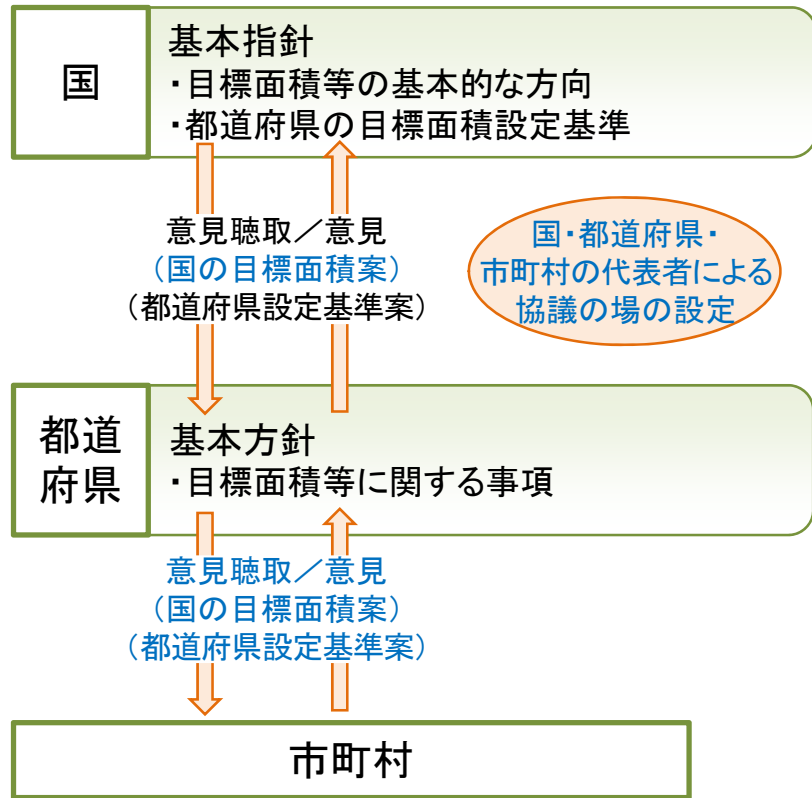 国
基本指針
・目標面積等の基本的な方向
・都道府県の目標面積設定基準
意見聴取／意見
（国の目標面積案）
（都道府県設定基準案）
国・都道府県・
市町村の代表者による
協議の場の設定
都道
府県
基本方針
・目標面積等に関する事項
意見聴取／意見
（国の目標面積案）
（都道府県設定基準案）
市町村